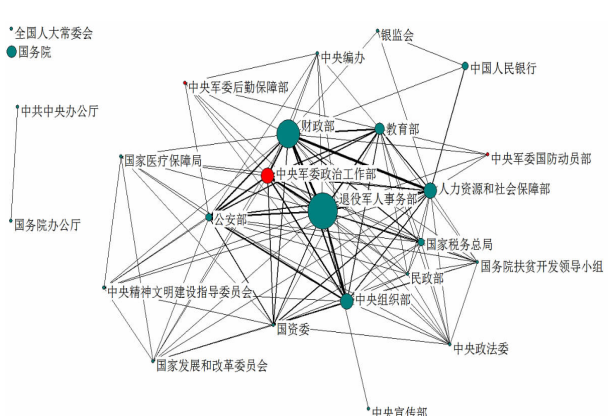 全国人大常委会
国务院
银监会
中央编办
中国人民银行
中央军委后勤保障部
中共中央办公厅
财政部
教育部
国家医疗保障局
中央军委国防动员部
中央军委政治工作部
人力资源和社会保障部
退役军人事务部
公安部
国务院办公厅
国家税务总局
国务院扶贫开发领导小组
民政部
中央精神文明建设指导委员会
中央组织部
国资委
中央政法委
国家发展和改革委员会
中央宣传部